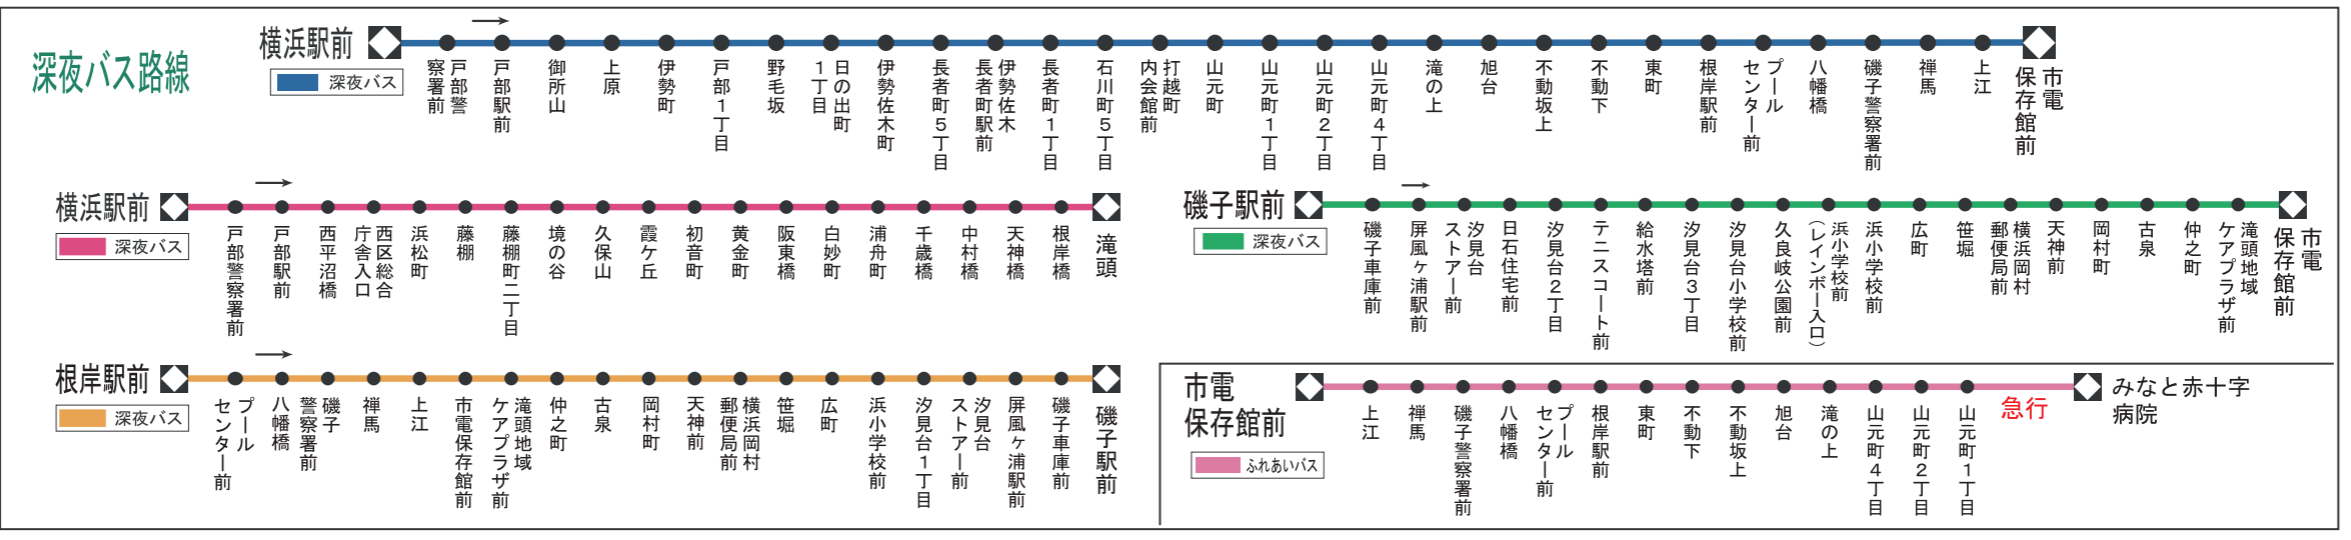 深夜バス路線
横浜駅前
深夜バス
戸部警察署前
戸部駅前
御所山
上原
伊勢町
戸部1丁目
野毛坂
日の出町1丁目
伊勢佐木町
長者町5丁目
伊勢佐木長者町駅前
長者町1丁目
石川町5丁目
打越町内会館前
山元町
山元町1丁目
山元町2丁目
山元町4丁目
滝の上
旭台
不動坂上
不動下
東町
根岸駅前
プールセンター前
八幡橋
磯子警察署前
禅馬
上江
市電保存館前
横浜駅前
深夜バス
戸部警察署前
戸部駅前
西平沼橋
西区総合庁舎入口
浜松町
藤棚
藤棚町二丁目
境の谷
久保山
霞ケ丘
初音町
黄金町
阪東橋
白妙町
浦舟町
千歳橋
中村橋
天神橋
根岸橋
滝頭
磯子駅前
深夜バス
磯子車庫前
屏風ヶ浦駅前
汐見台ストアー前
日石住宅前
汐見台2丁目
テニスコート前
給水塔前
汐見台3丁目
汐見台小学校前
久良岐公園前
浜小学校前(レインボー入口)
浜小学校前
広町
笹堀
横浜岡村郵便局前
天神前
岡村町
古泉
仲之町
滝頭地域ケアプラザ前
市電保存館前
根岸駅前
深夜バス
プールセンター前
八幡橋
磯子警察署前
禅馬
上江
市電保存館前
滝頭地域ケアプラザ前
仲之町
古泉
岡村町
天神前
横浜岡村郵便局前
笹堀
広町
浜小学校前
汐見台1丁目
汐見台ストアー前
屏風ヶ浦駅前
磯子車庫前
磯子駅前
市電
保存館前
ふれあいバス
上江
禅馬
磯子警察署前
八幡橋
プールセンター前
根岸駅前
東町
不動下
不動坂上
旭台
滝の上
山元町4丁目
山元町2丁目
山元町1丁目
急行
みなと赤十字
病院